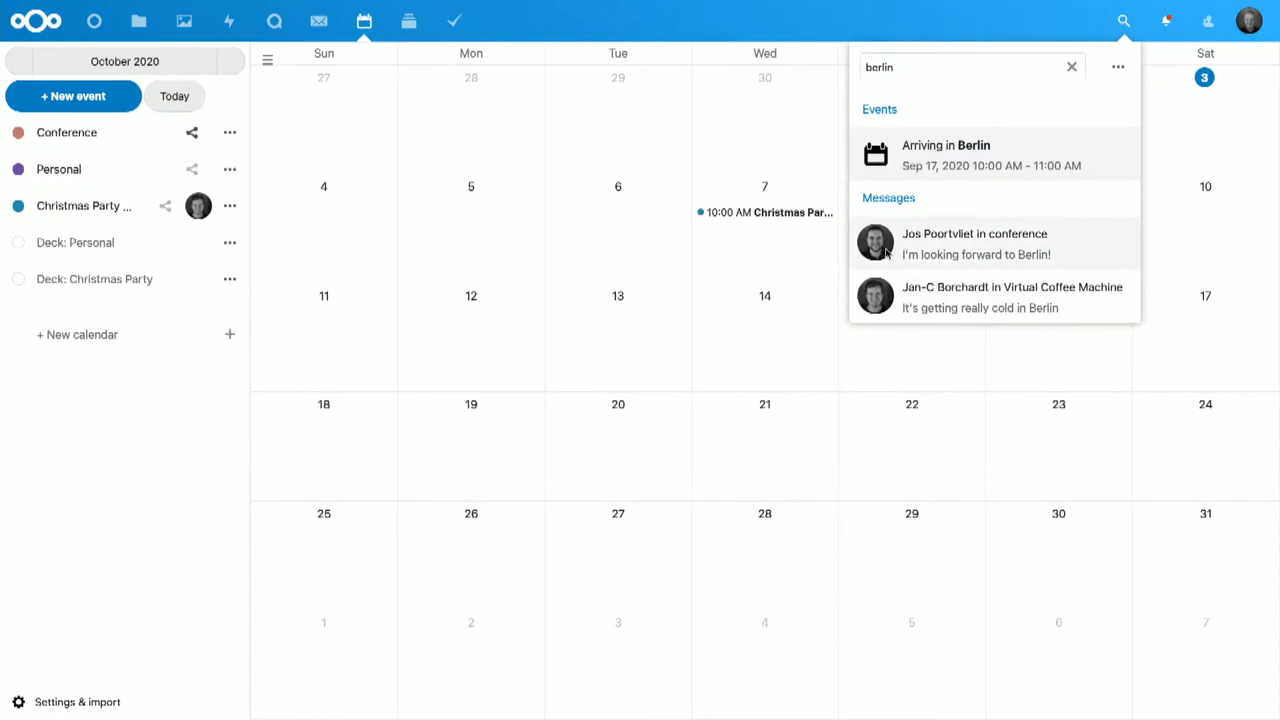 October 2020
+ New event
Today
Conference
Personal
Christmas Party ...
Deck: Personal
Deck: Christmas Party
+ New calendar
Settings & import
Sun Mon Tue Wed Sat
27 28 29 30 3
4 5 6 7 10
10:00 AM Christmas Par...
11 12 13 14 17
18 19 20 21 22 23 24
25 26 27 28 29 30 31
1 2 3 4 5 6 7
berlin
Events
Arriving in Berlin
Sep 17, 2020 10:00 AM - 11:00 AM
Messages
Jos Poortvliet in conference
I'm looking forward to Berlin!
Jan-C Borchardt in Virtual Coffee Machine
It's getting really cold in Berlin